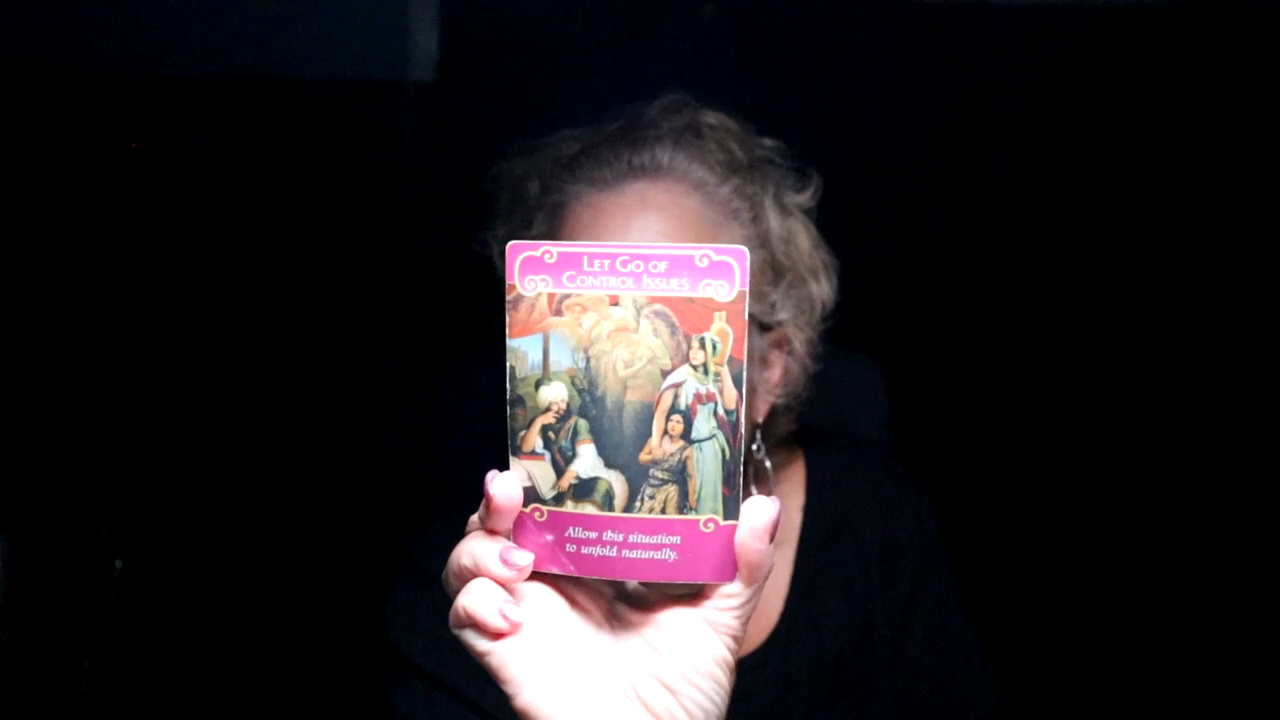 LET GO OF
CONTROL ISSUES
Allow this situation
to unfold naturally.